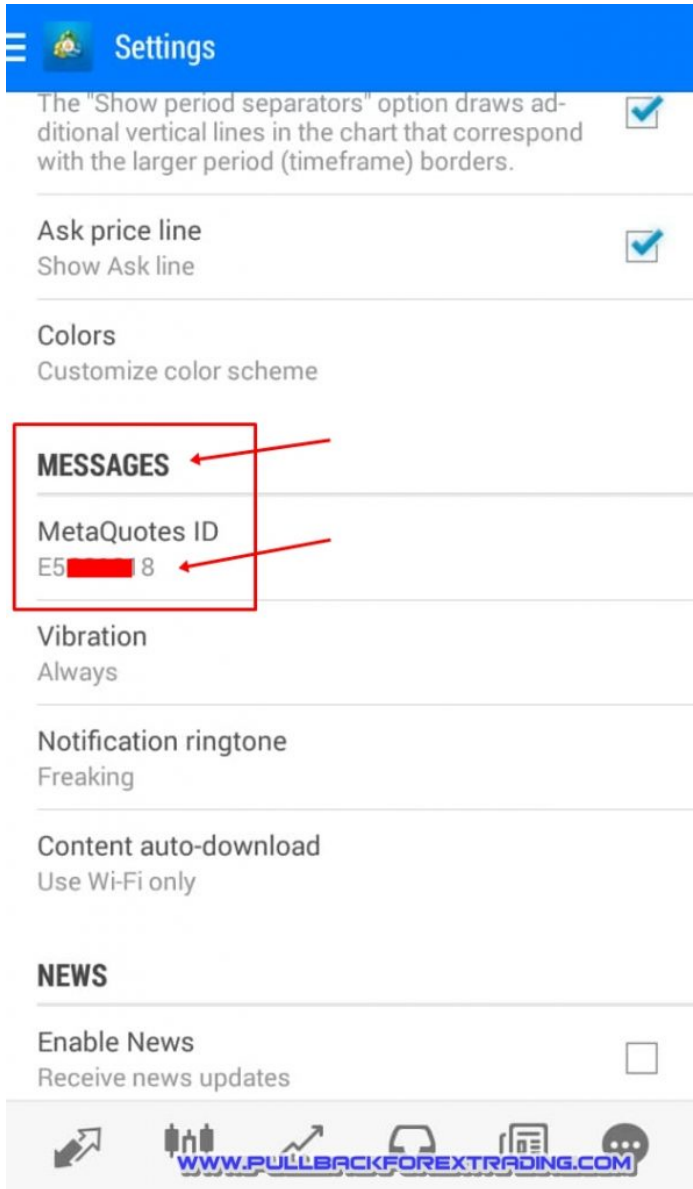 Settings
The "Show period separators" option draws ad-
ditional vertical lines in the chart that correspond
with the larger period (timeframe) borders.
Ask price line
Show Ask line
Colors
Customize color scheme
MESSAGES
MetaQuotes ID
E5 18
Vibration
Always
Notification ringtone
Freaking
Content auto-download
Use Wi-Fi only
NEWS
Enable News
Receive news updates
WWW.PULLBACKFOREXTRADING.COM